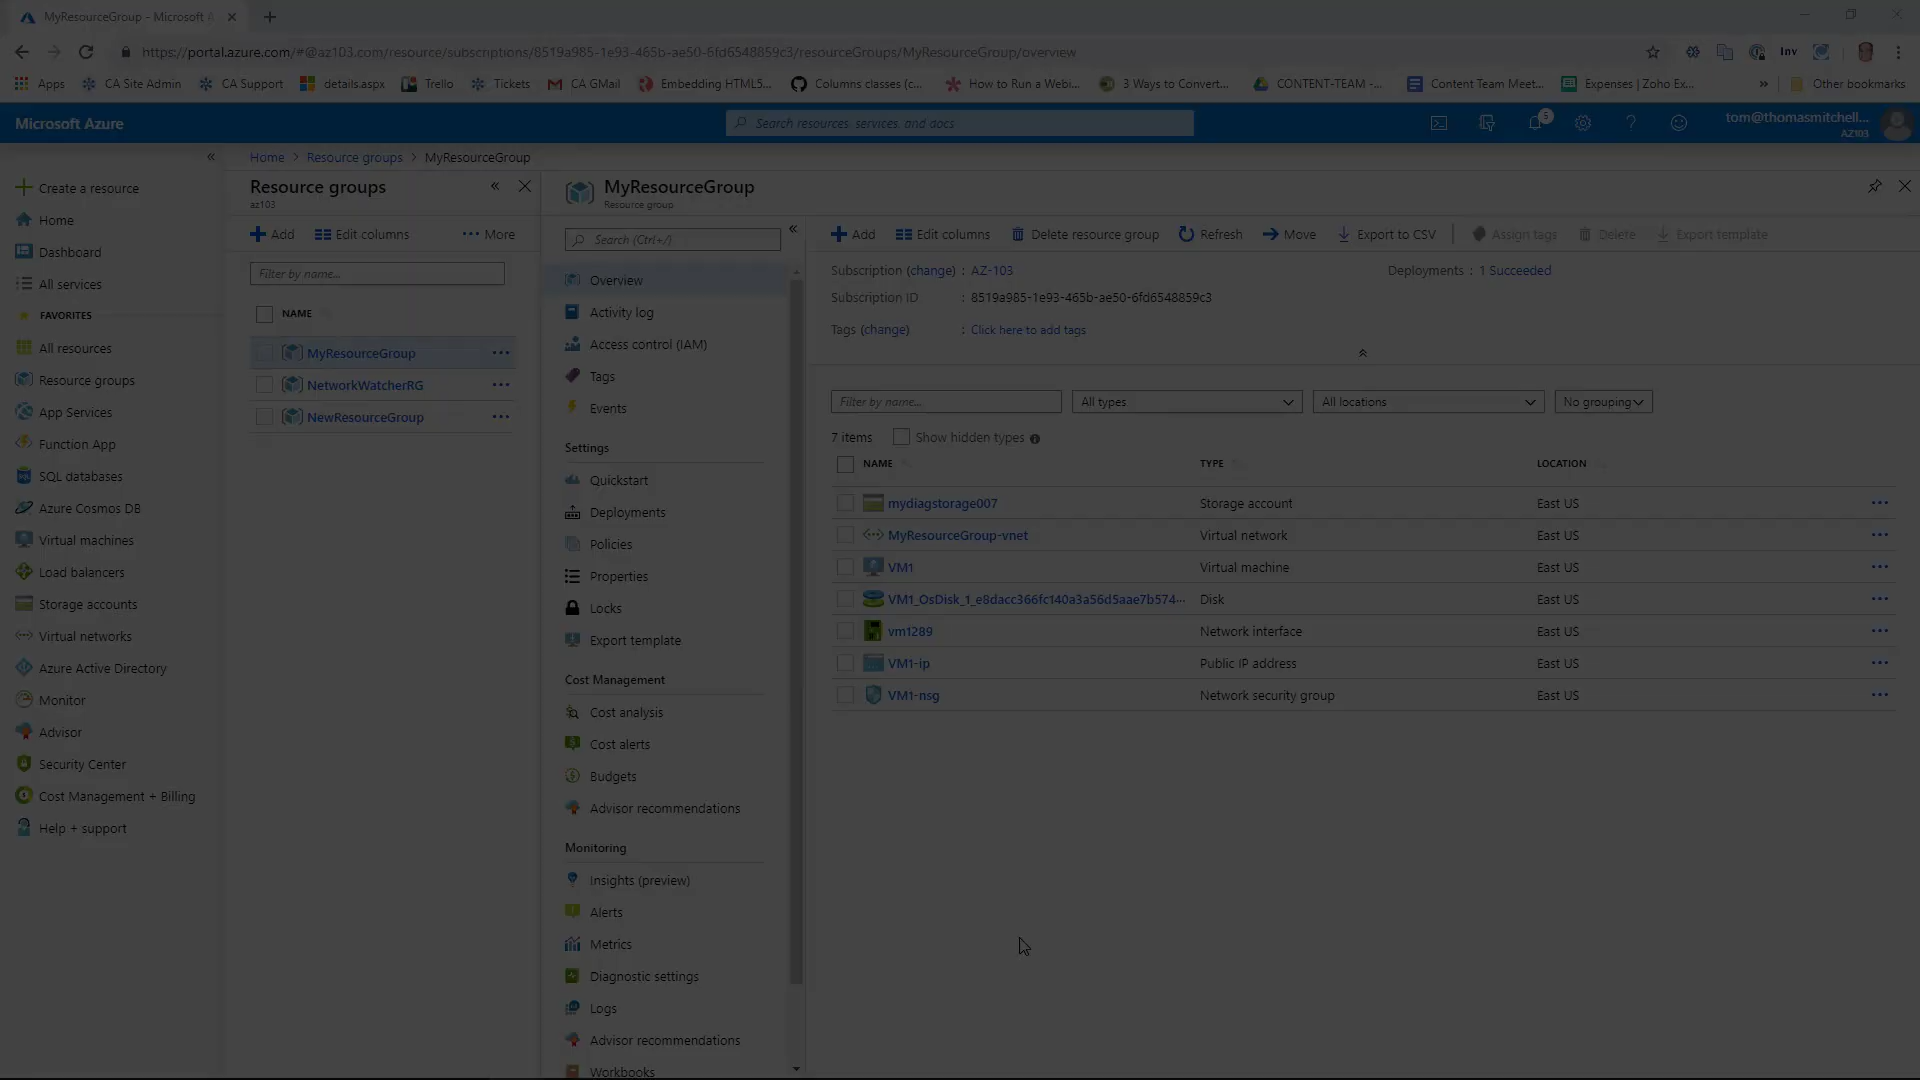 MyResourceGroup - Microsoft A
https://portal.azure.com/#@az103.com/resource/subscriptions/8519a985-1e93-465b-ae50-6fd6548859c3/resourceGroups/MyResourceGroup/overview
Inv
Apps CA Site Admin CA Support details.aspx Trello Tickets CA GMail Embedding HTML5... Columns classes (c... How to Run a Webi... 3 Ways to Convert... CONTENT-TEAM -... Content Team Meet... Expenses | Zoho Ex... » Other bookmarks
Microsoft Azure
Search resources, services, and docs
5
tom@thomasmitchell...
AZ103
Create a resource
Home
Dashboard
All services
FAVORITES
All resources
Resource groups
App Services
Function App
SQL databases
Azure Cosmos DB
Virtual machines
Load balancers
Storage accounts
Virtual networks
Azure Active Directory
Monitor
Advisor
Security Center
Cost Management + Billing
Help + support
Home > Resource groups > MyResourceGroup
Resource groups
az103
Add Edit columns ••• More
Filter by name...
NAME
MyResourceGroup
NetworkWatcherRG
NewResourceGroup
MyResourceGroup
Resource group
Search (Ctrl+/)
Overview
Activity log
Access control (IAM)
Tags
Events
Settings
Quickstart
Deployments
Policies
Properties
Locks
Export template
Cost Management
Cost analysis
Cost alerts
Budgets
Advisor recommendations
Monitoring
Insights (preview)
Alerts
Metrics
Diagnostic settings
Logs
Advisor recommendations
Workbooks
Add Edit columns Delete resource group Refresh Move Export to CSV Assign tags Delete Export template
Subscription (change) : AZ-103
Deployments : 1 Succeeded
Subscription ID : 8519a985-1e93-465b-ae50-6fd6548859c3
Tags (change) : Click here to add tags
Filter by name... All types All locations No grouping
7 items Show hidden types
NAME TYPE LOCATION
mydiagstorage007 Storage account East US
MyResourceGroup-vnet Virtual network East US
VM1 Virtual machine East US
VM1_OsDisk_1_e8dacc366fc140a3a56d5aae7b574... Disk East US
vm1289 Network interface East US
VM1-ip Public IP address East US
VM1-nsg Network security group East US